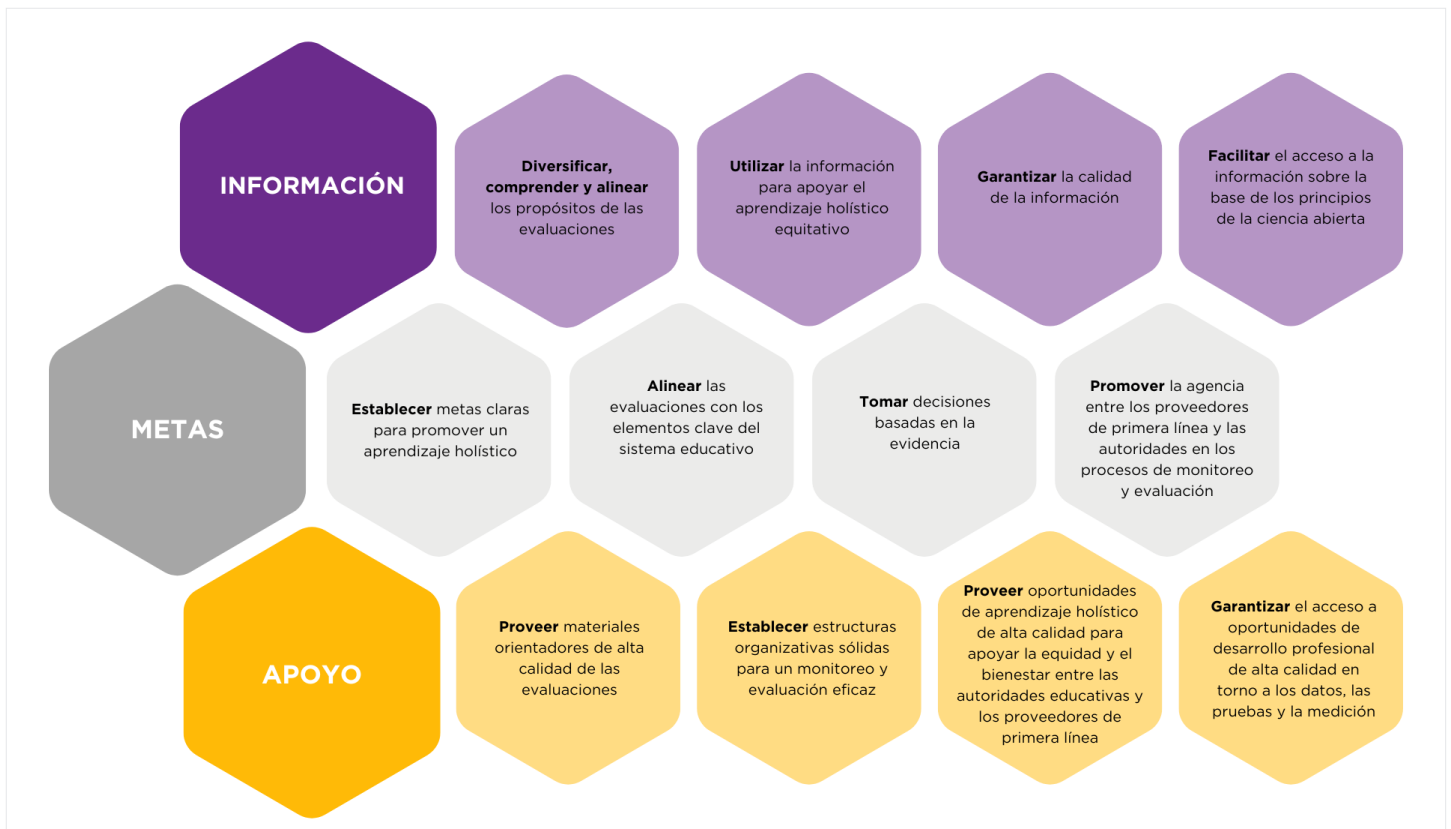 INFORMACIÓN
Diversificar,
comprender y alinear
los propósitos de las
evaluaciones
Utilizar la información
para apoyar el
aprendizaje holístico
equitativo
Garantizar la calidad
de la información
Facilitar el acceso a la
información sobre la
base de los principios
de la ciencia abierta
METAS
Establecer metas claras
para promover un
aprendizaje holístico
Alinear las
evaluaciones con los
elementos clave del
sistema educativo
Tomar decisiones
basadas en la
evidencia
Promover la agencia
entre los proveedores
de primera línea y las
autoridades en los
procesos de monitoreo
y evaluación
APOYO
Proveer materiales
orientadores de alta
calidad de las
evaluaciones
Establecer estructuras
organizativas sólidas
para un monitoreo y
evaluación eficaz
Proveer oportunidades
de aprendizaje holístico
de alta calidad para
apoyar la equidad y el
bienestar entre las
autoridades educativas y
los proveedores de
primera línea
Garantizar el acceso a
oportunidades de
desarrollo profesional
de alta calidad en
torno a los datos, las
pruebas y la medición